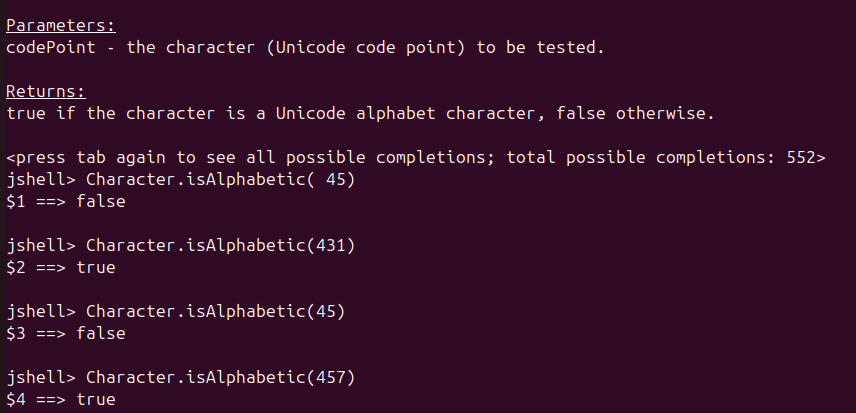 Parameters:
codePoint - the character (Unicode code point) to be tested.
Returns:
true if the character is a Unicode alphabet character, false otherwise.
<press tab again to see all possible completions; total possible completions: 552>
jshell> Character.isAlphabetic( 45)
$1 ==> false
jshell> Character.isAlphabetic(431)
$2 ==> true
jshell> Character.isAlphabetic(45)
$3 ==> false
jshell> Character.isAlphabetic(457)
$4 ==> true